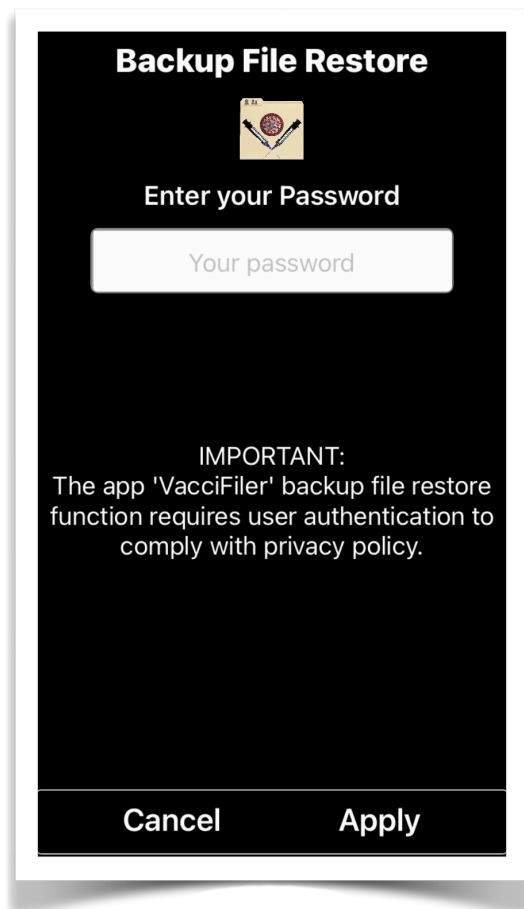 Backup File Restore
Enter your Password
Your password
IMPORTANT:
The app 'VacciFiler' backup file restore
function requires user authentication to
comply with privacy policy.
Cancel
Apply